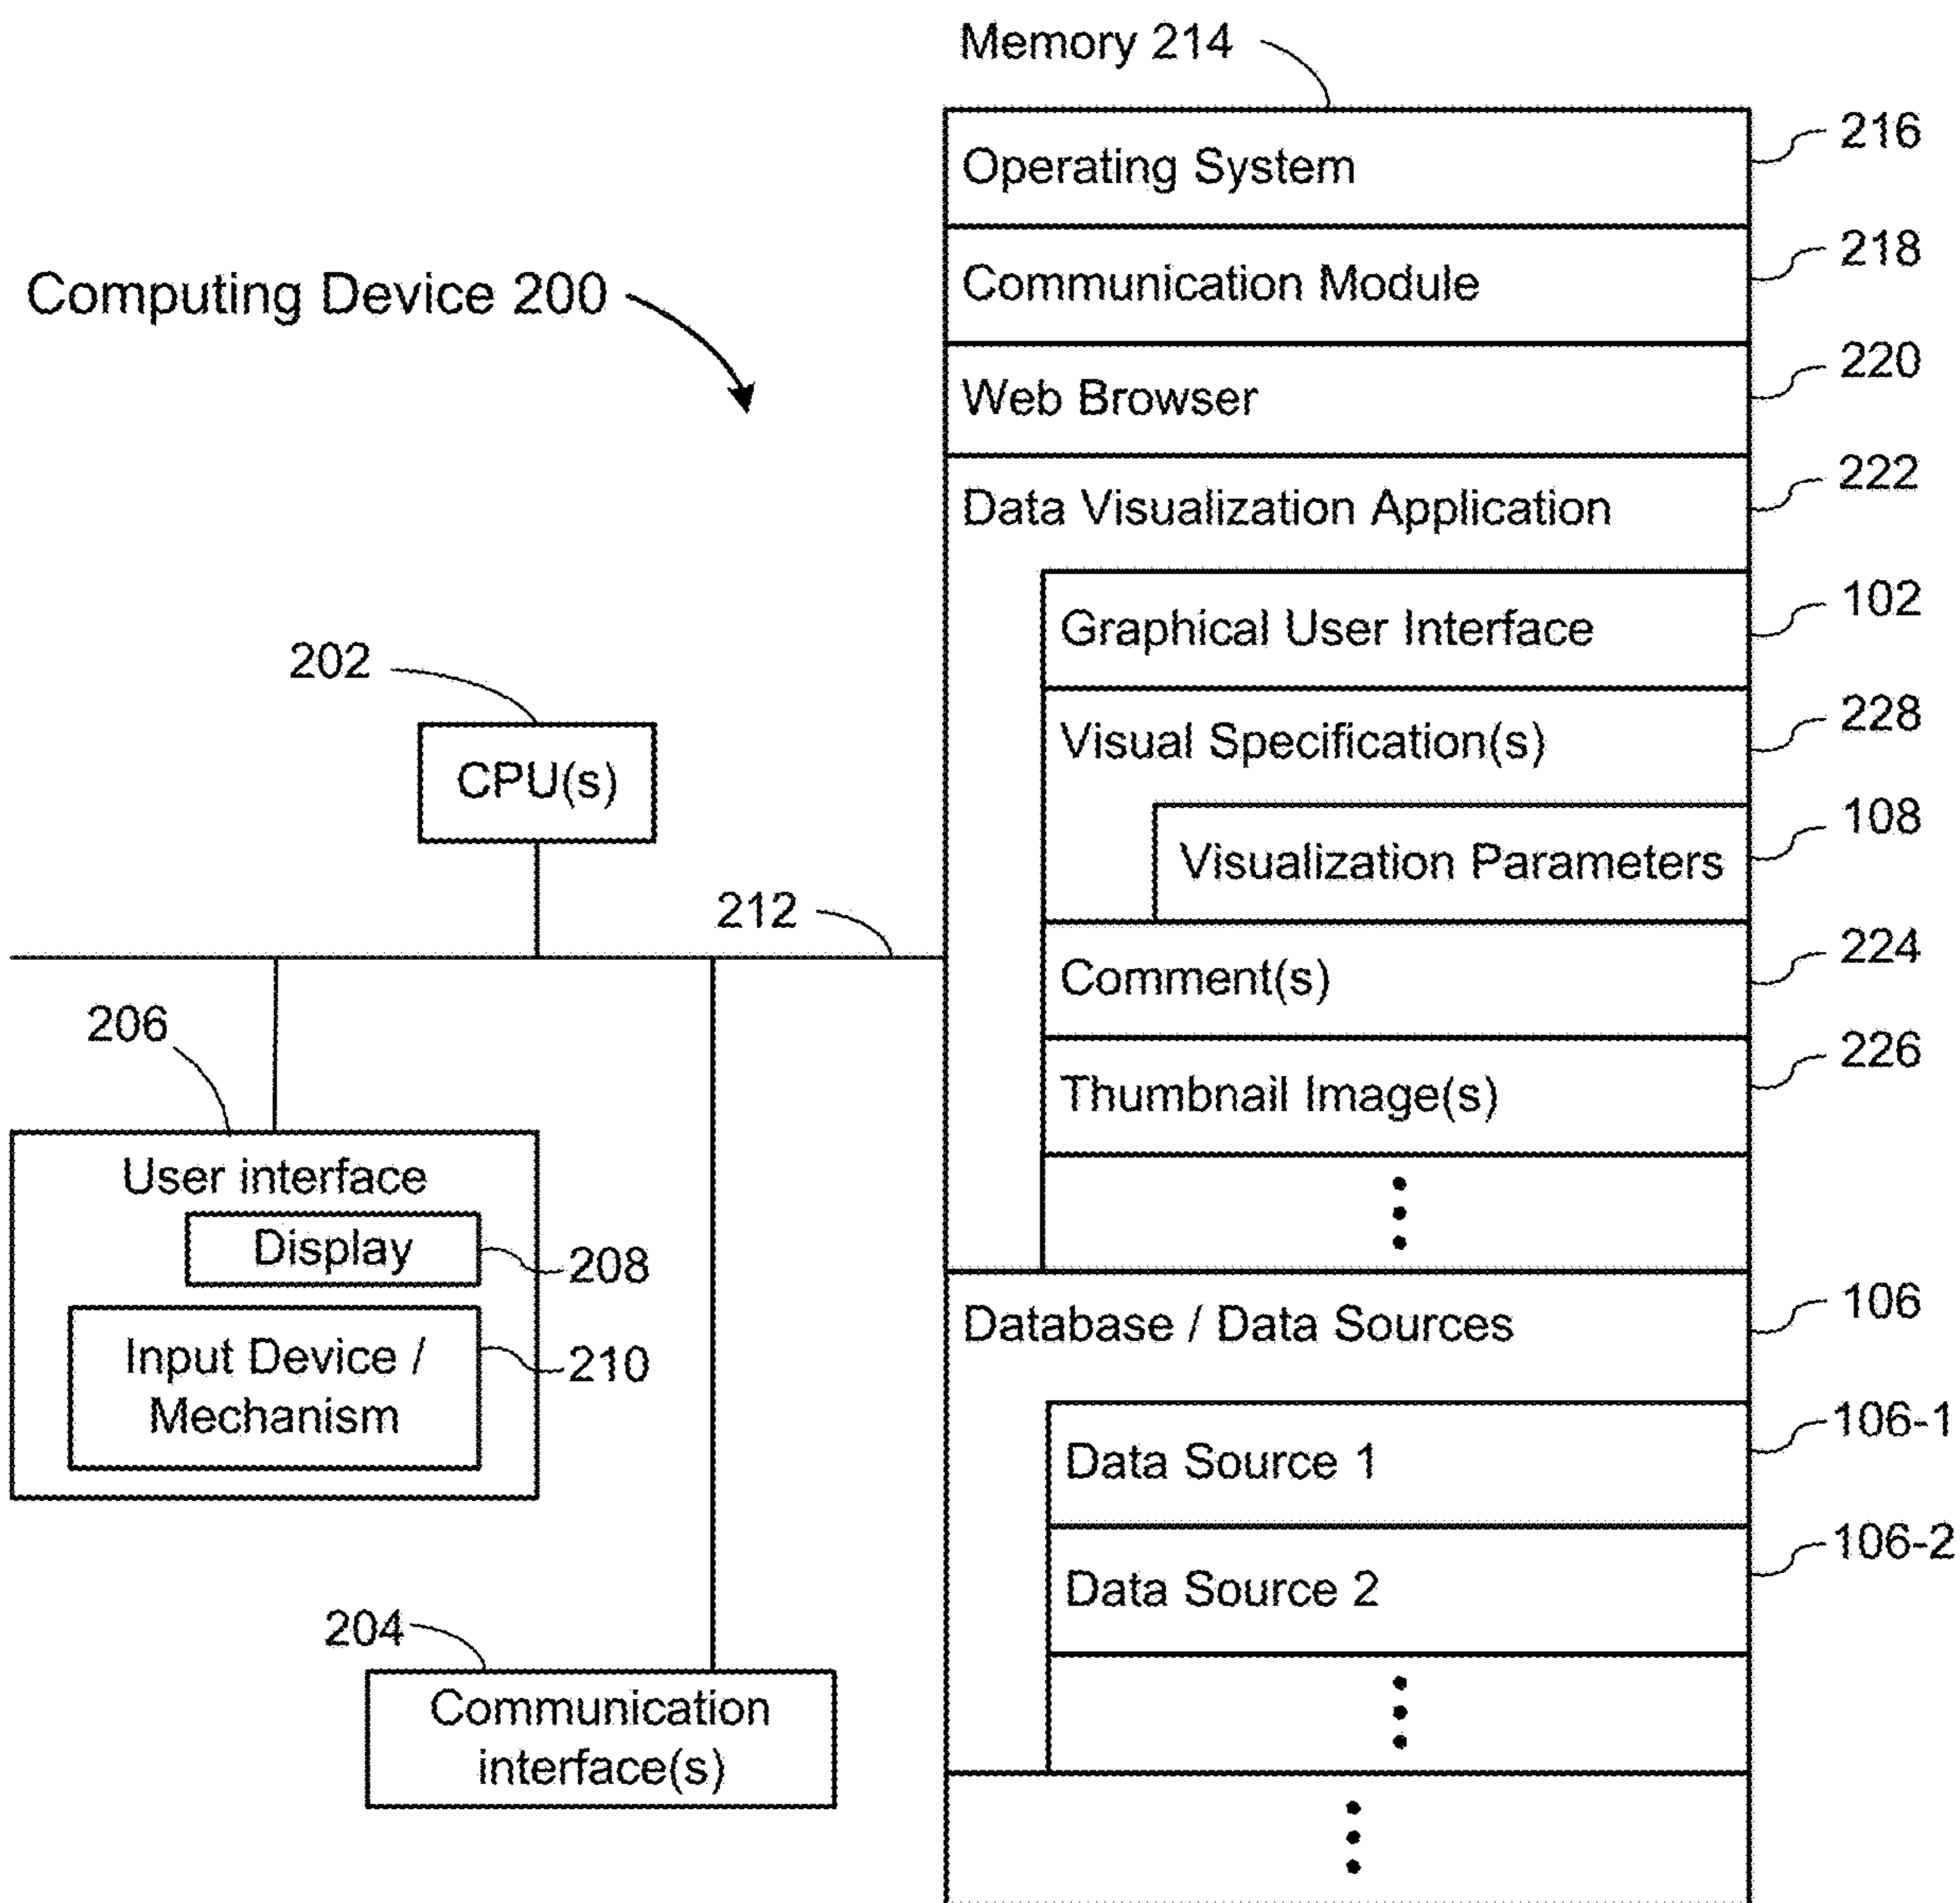 Memory 214
Operating System
216
Communication Module
218
Computing Device 200
Web Browser
220
Data Visualization Application
222
Graphical User Interface
102
Visual Specification(s)
228
Visualization Parameters
108
Comment(s)
224
Thumbnail Image(s)
226
Database / Data Sources
106
Data Source 1
106-1
Data Source 2
106-2
202
CPU(s)
212
206
User interface
Display
208
Input Device /
Mechanism
210
204
Communication
interface(s)